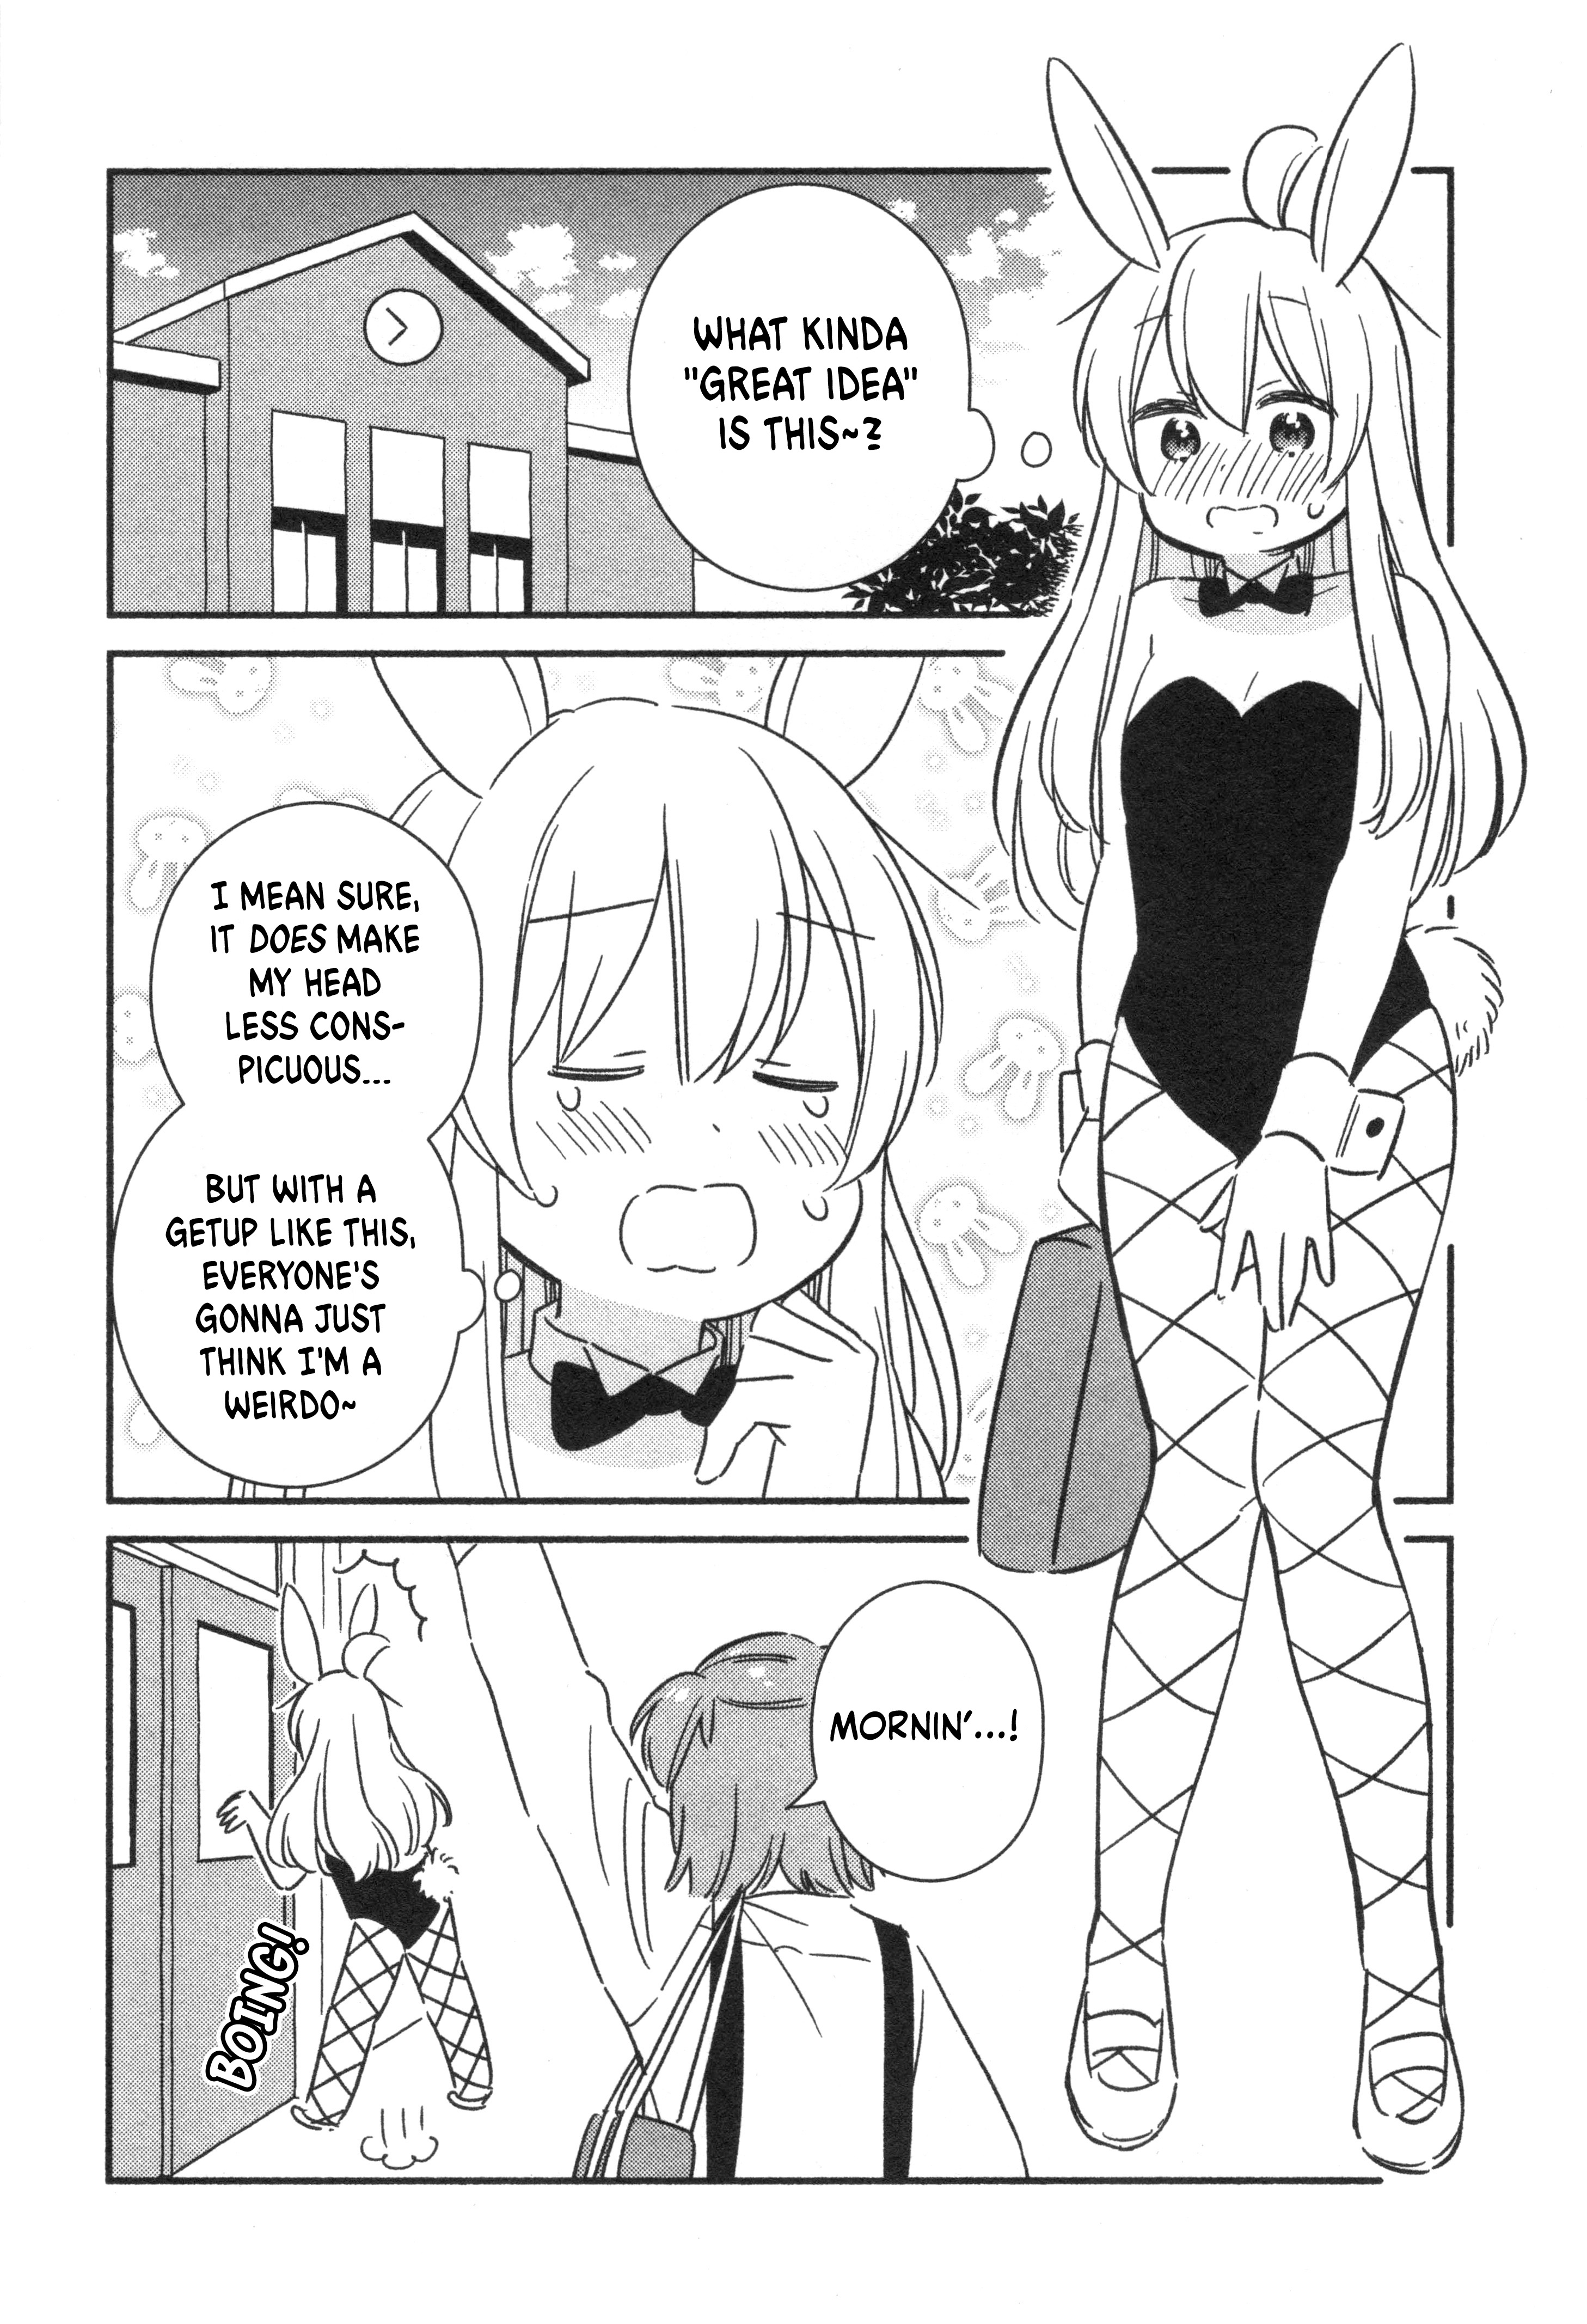 WHAT KINDA
"GREAT IDEA"
IS THIS~?
I MEAN SURE,
IT DOES MAKE
MY HEAD
LESS CONS-
PICUOUS...
BUT WITH A
GETUP LIKE THIS,
EVERYONE'S
GONNA JUST
THINK I'M A
WEIRDO~
MORNIN'...!
BOING!